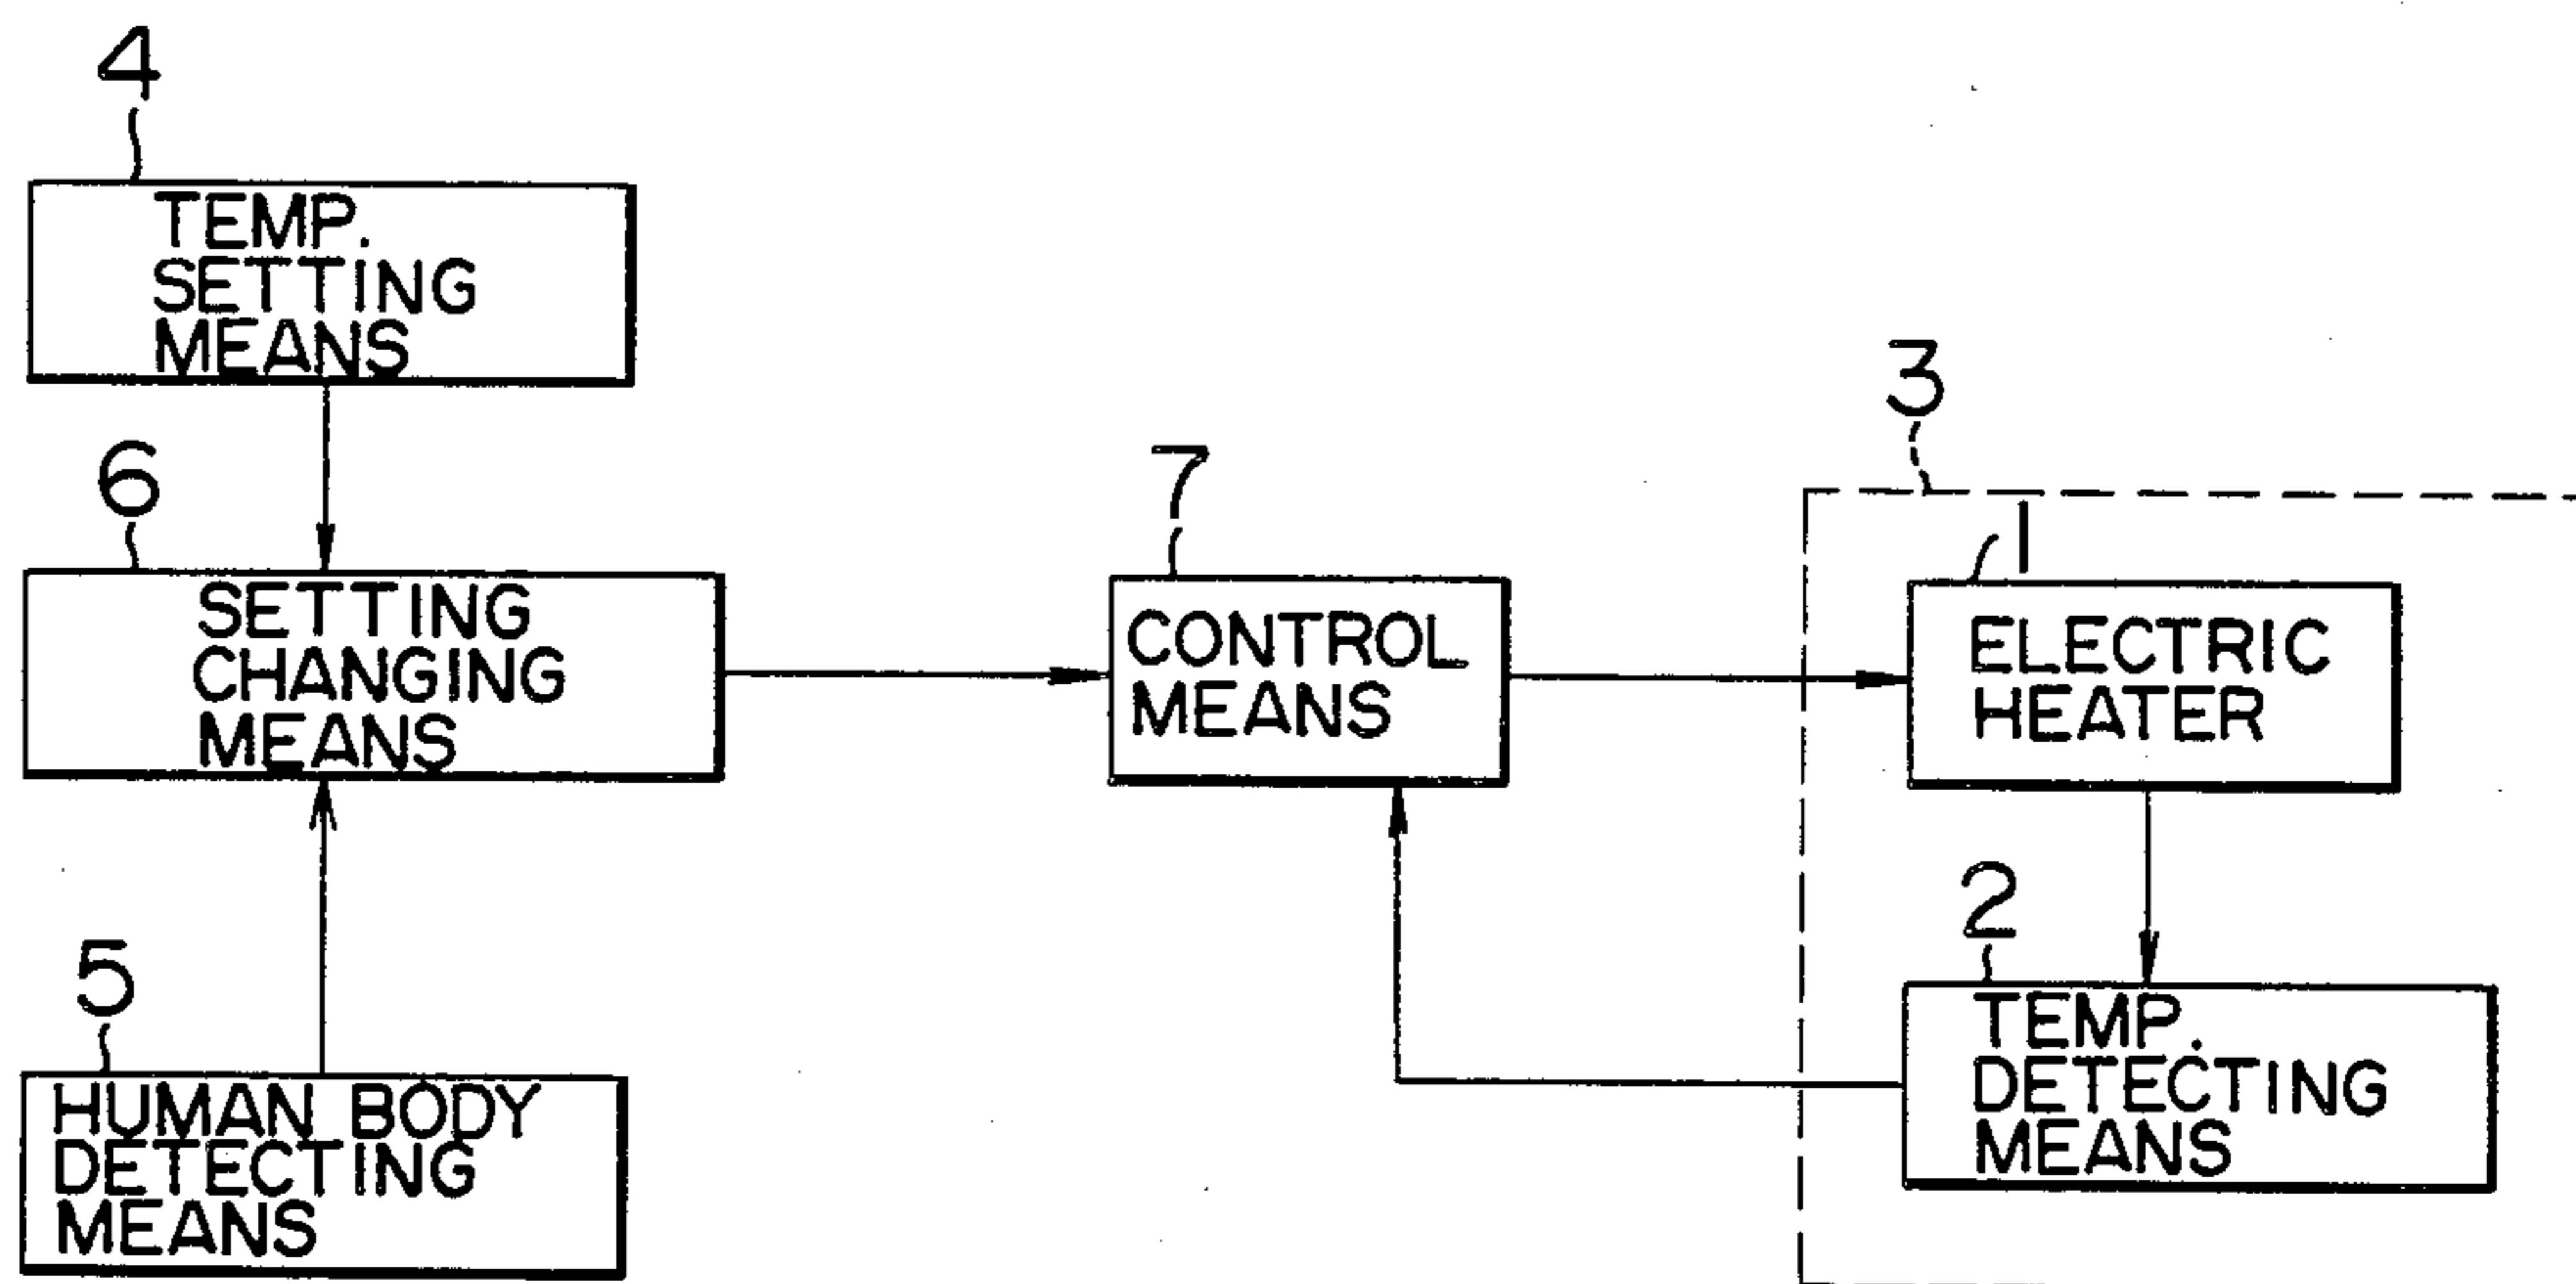 4
TEMP.
SETTING
MEANS
6
SETTING
CHANGING
MEANS
5
HUMAN BODY
DETECTING
MEANS
7
CONTROL
MEANS
3
1
ELECTRIC
HEATER
2
TEMP.
DETECTING
MEANS